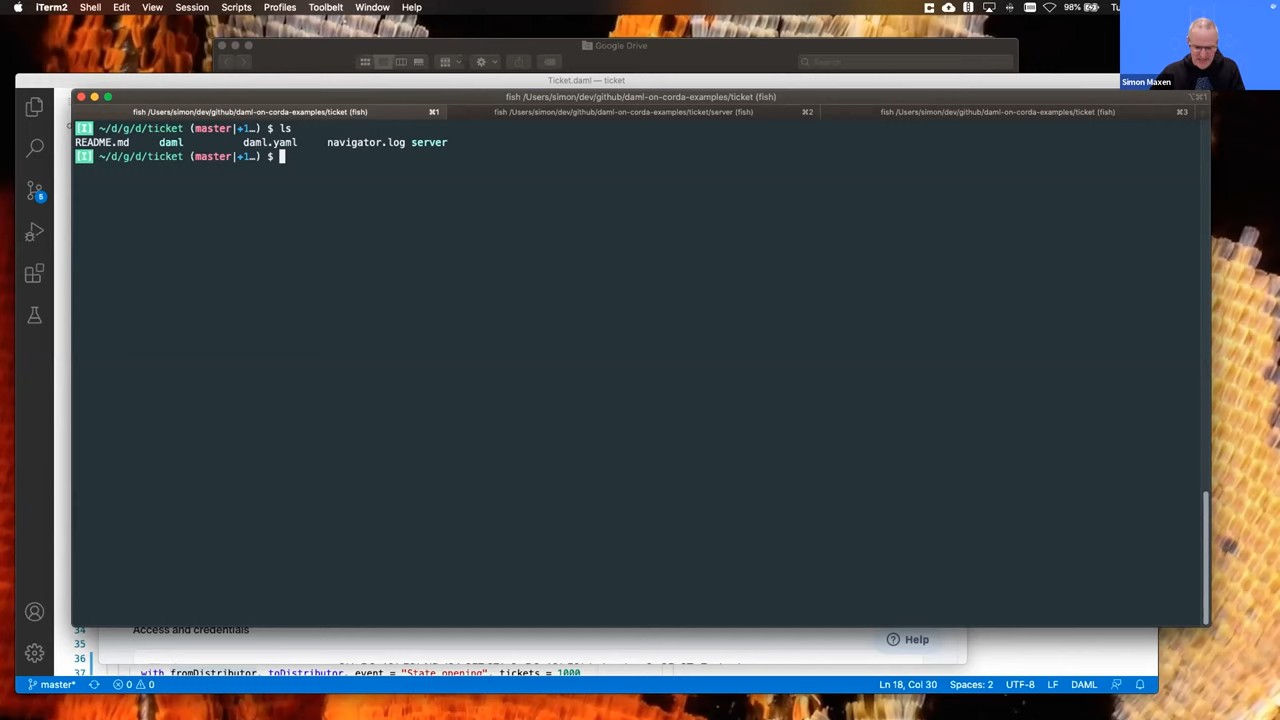 iTerm2 Shell Edit View Session Scripts Profiles Toolbelt Window Help
98%
Google Drive
Search
Simon Maxen
Ticket.daml — ticket
fish /Users/simon/dev/github/daml-on-corda-examples/ticket (fish) ⌥⌘1
fish /Users/simon/dev/github/daml-on-corda-examples/ticket (fish) ⌘1 fish /Users/simon/dev/github/daml-on-corda-examples/ticket/server (fish) ⌘2 fish /Users/simon/dev/github/daml-on-corda-examples/ticket (fish) ⌘3
[I] ~/d/g/d/ticket (master|+1…) $ ls
README.md daml daml.yaml navigator.log server
[I] ~/d/g/d/ticket (master|+1…) $
5
34 Access and credentials
35
Help
36
37 with fromDistributor, toDistributor, event = "State opening", tickets = 1000
master* 0 0 Ln 18, Col 30 Spaces: 2 UTF-8 LF DAML